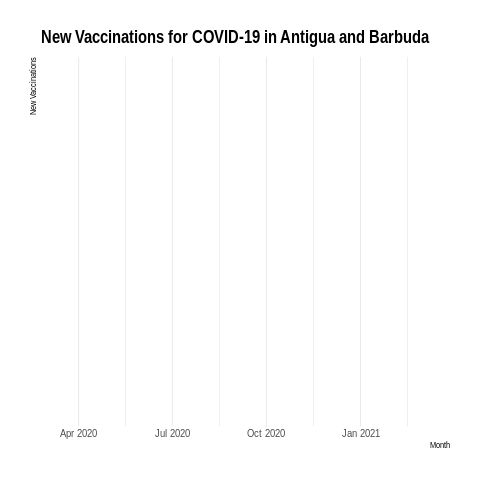 New Vaccinations for COVID-19 in Antigua and Barbuda
New Vaccinations
Apr 2020
Jul 2020
Oct 2020
Jan 2021
Month